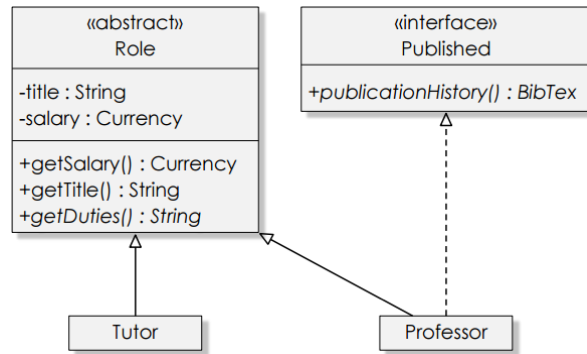 «abstract»
Role
-title : String
-salary : Currency
+getSalary() : Currency
+getTitle() : String
+getDuties() : String
«interface»
Published
+publicationHistory() : BibTex
Tutor
Professor